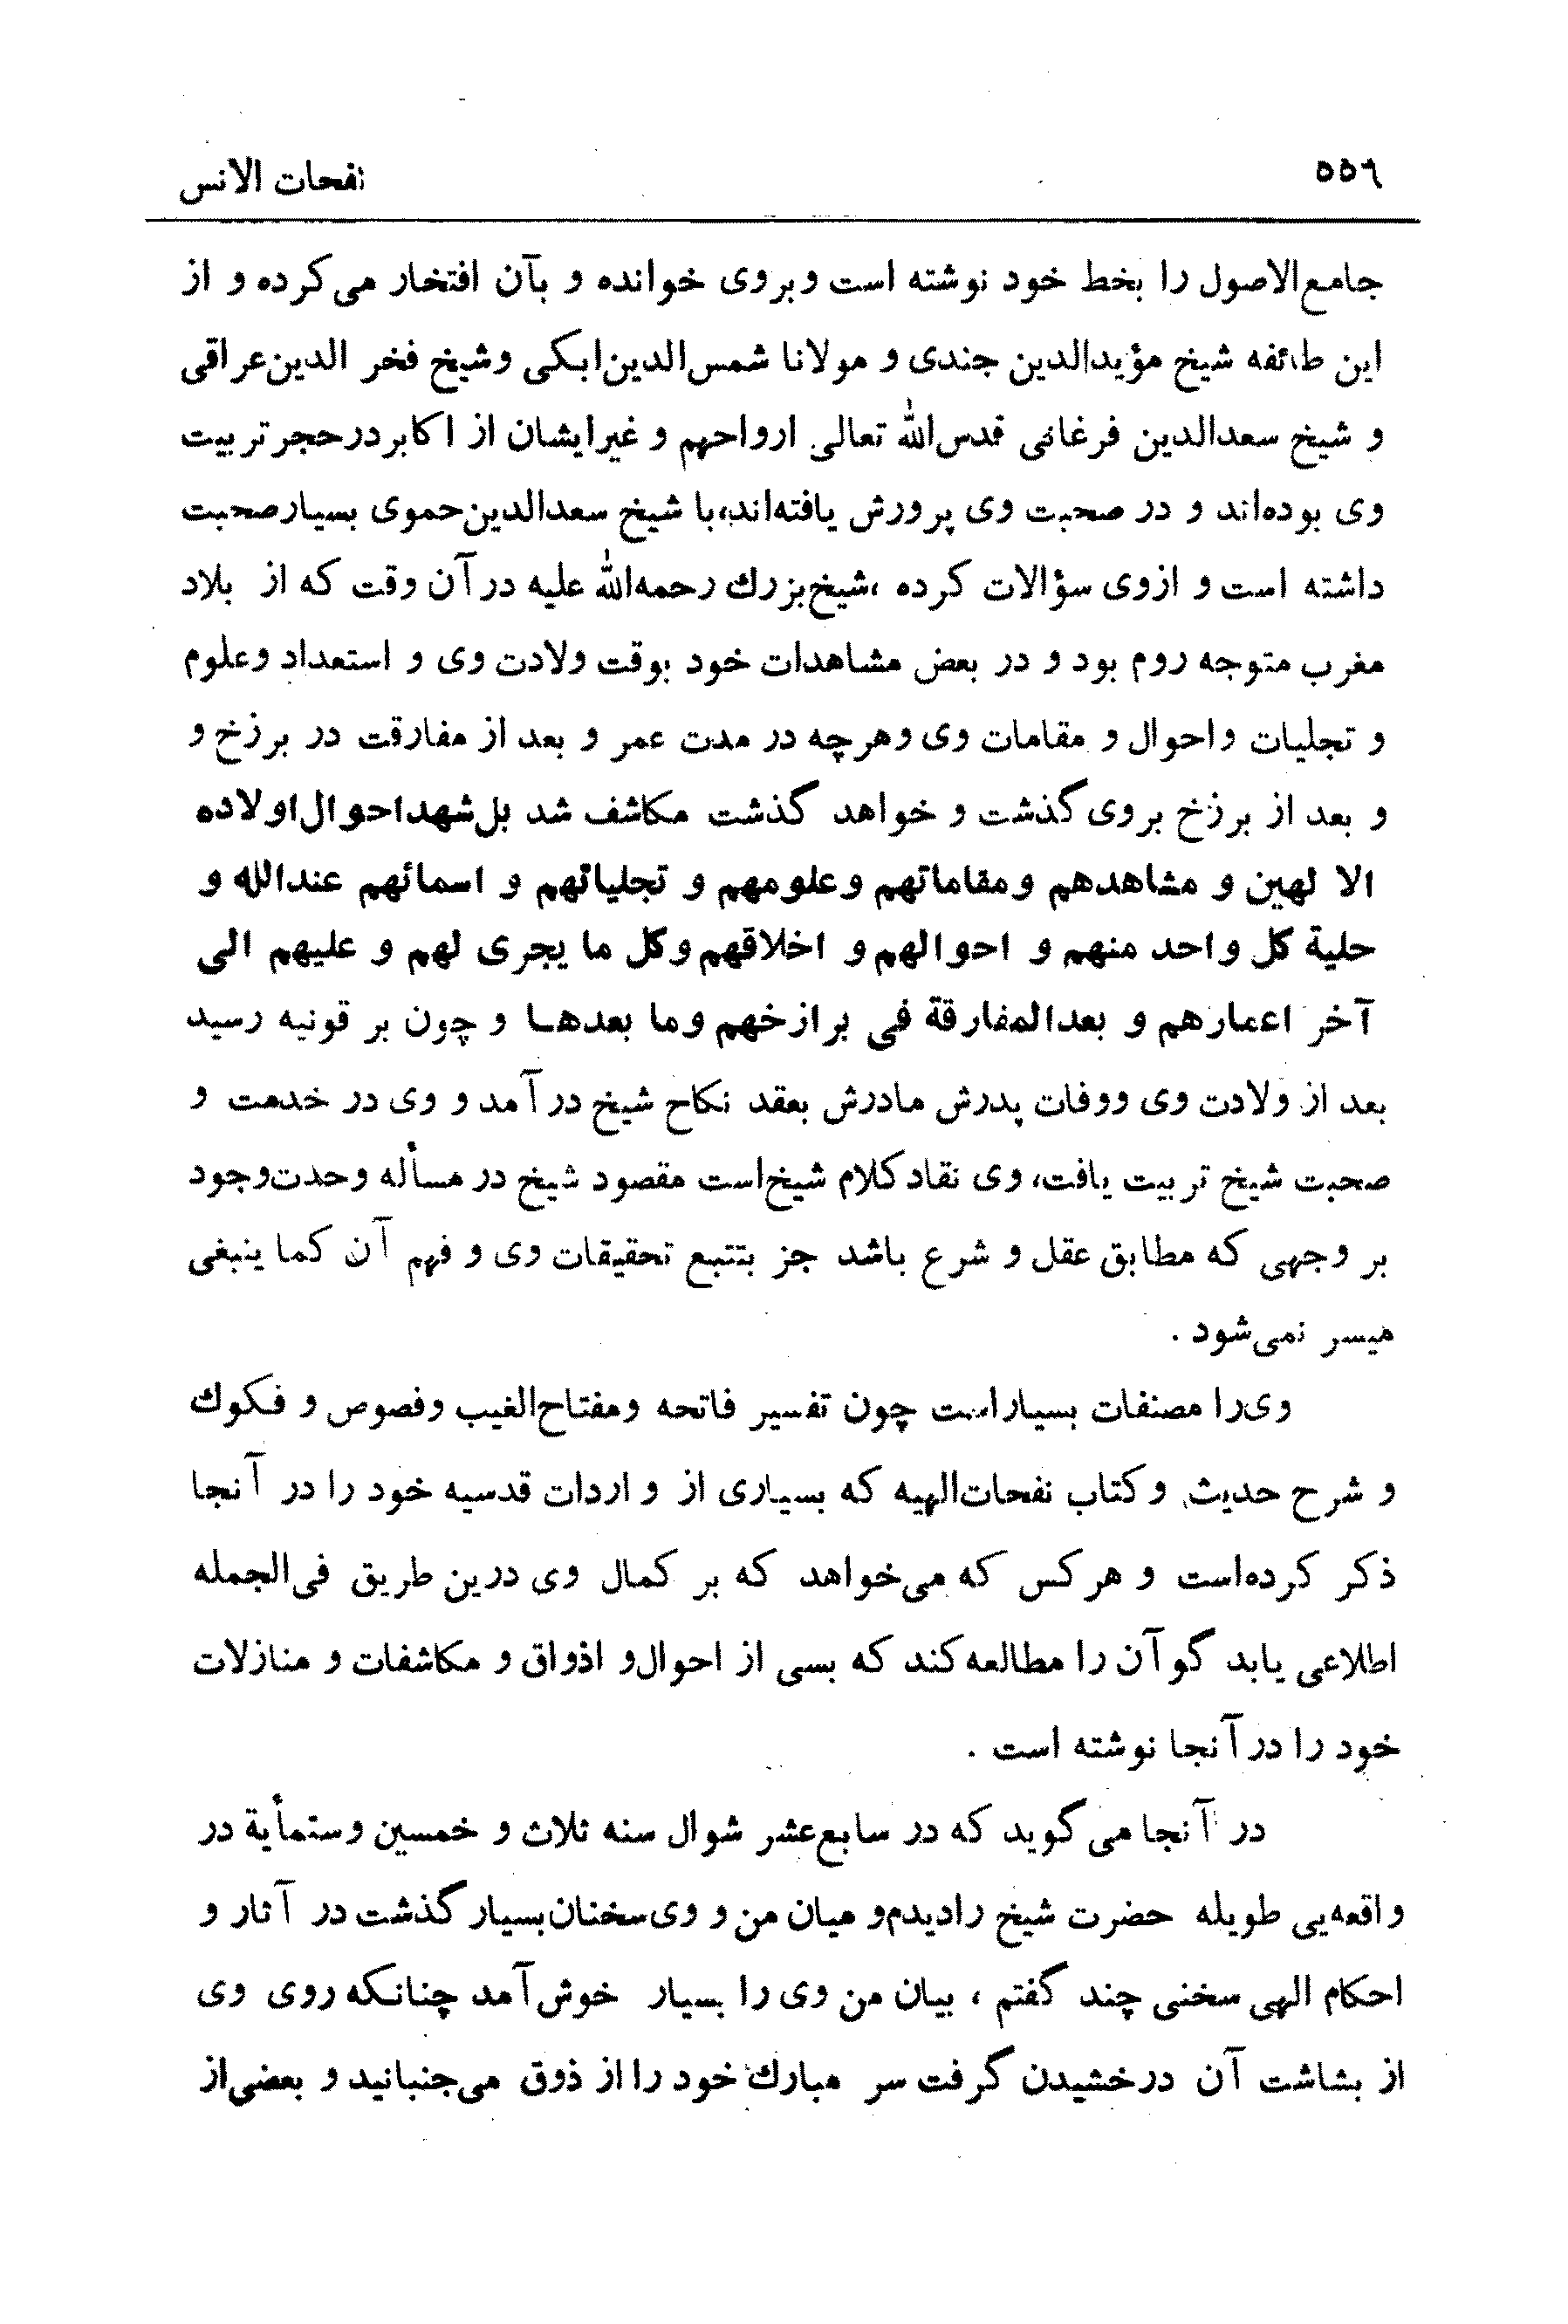 ٥٥٦ نفحات الانس
جامع‌الاصول را بخط خود نوشته است وبروی خوانده و بآن افتخار می‌کرده و از
این طائفه شیخ مؤیدالدین جندی و مولانا شمس‌الدین‌ابکی وشیخ فخر الدین‌عراقی
و شیخ سعدالدین فرغانی قدس‌الله تعالی ارواحهم و غیرایشان از اکابردرحجرتربیت
وی بوده‌اند و در صحبت وی پرورش یافته‌اند،با شیخ سعدالدین‌حموی بسیارصحبت
داشته است و ازوی سؤالات کرده ،شیخ‌بزرك رحمه‌الله علیه درآن وقت که از بلاد
مغرب متوجه روم بود و در بعض مشاهدات خود بوقت ولادت وی و استعداد وعلوم
و تجلیات واحوال و مقامات وی وهرچه در مدت عمر و بعد از مفارقت در برزخ و
و بعد از برزخ بروی گذشت و خواهد گذشت مکاشف شد بل‌شهداحوال‌اولاده
الا لهین و مشاهدهم ومقاماتهم وعلومهم و تجلیاتهم و اسمائهم عندالله و
حلیة کل واحد منهم و احوالهم و اخلاقهم وکل ما یجری لهم و علیهم الی
آخر اعمارهم و بعدالمفارقة فی برازخهم وما بعدهـا و چون بر قونیه رسید
بعد از ولادت وی ووفات پدرش مادرش بعقد نکاح شیخ درآمد و وی در خدمت و
صحبت شیخ تربیت یافت، وی نقادکلام شیخ‌است مقصود شیخ در مسأله وحدت‌وجود
بر وجهی که مطابق عقل و شرع باشد جز بتتبع تحقیقات وی و فهم آن کما ینبغی
میسر نمی‌شود .
وی‌را مصنفات بسیاراست چون تفسیر فاتحه ومفتاح‌الغیب وفصوص و فکوك
و شرح حدیث, وکتاب نفحات‌الهیه که بسیاری از واردات قدسیه خود را در آنجا
ذکر کرده‌است و هرکس که می‌خواهد که بر کمال وی درین طریق فی‌الجمله
اطلاعی یابد گوآن را مطالعه‌کند که بسی از احوال‌و اذواق و مکاشفات و منازلات
خود را درآنجا نوشته است .
در آنجا می‌گوید که در سابع‌عشر شوال سنه ثلاث و خمسین وستمأیة در
واقعه‌یی طویله حضرت شیخ رادیدم‌و میان من و وی‌سخنان‌بسیارگذشت در آثار و
احکام الهی سخنی چند گفتم ، بیان من وی را بسیار خوش‌آمد چنانکه روی وی
از بشاشت آن درخشیدن گرفت سر مبارك خود را از ذوق می‌جنبانید و بعضی‌از